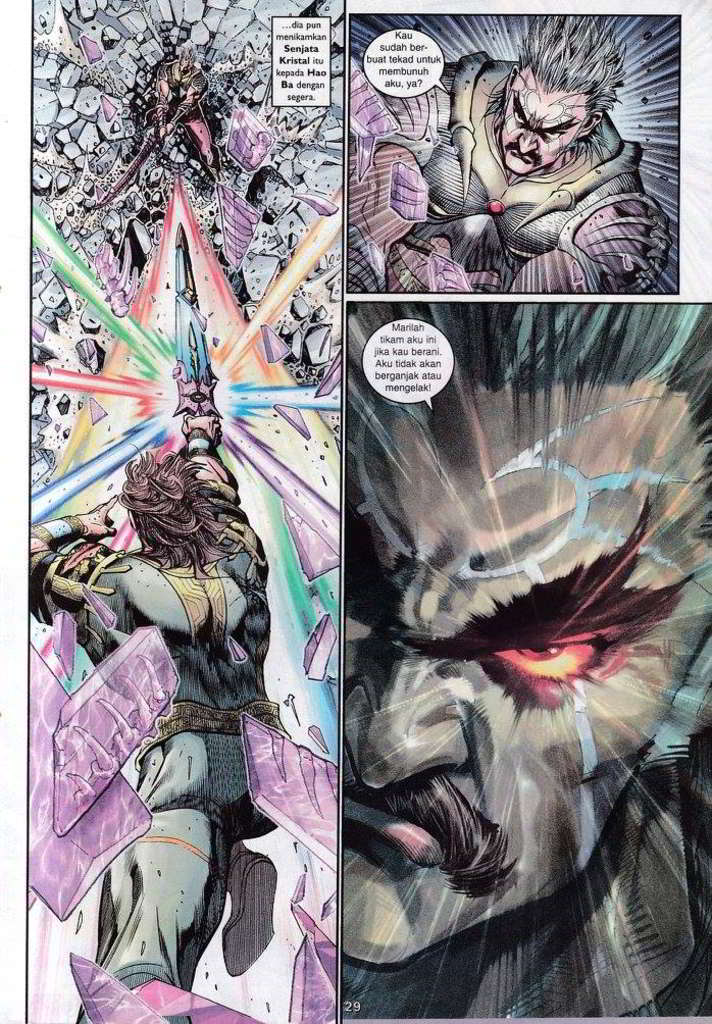 ...dia pun
menikamkan
Senjata
Kristal itu
kepada Hao
Ba dengan
segera.
Kau
sudah ber-
buat tekad untuk
membunuh
aku, ya?
Marilah
tikam aku ini
jika kau berani.
Aku tidak akan
berganjak atau
mengelak!
29